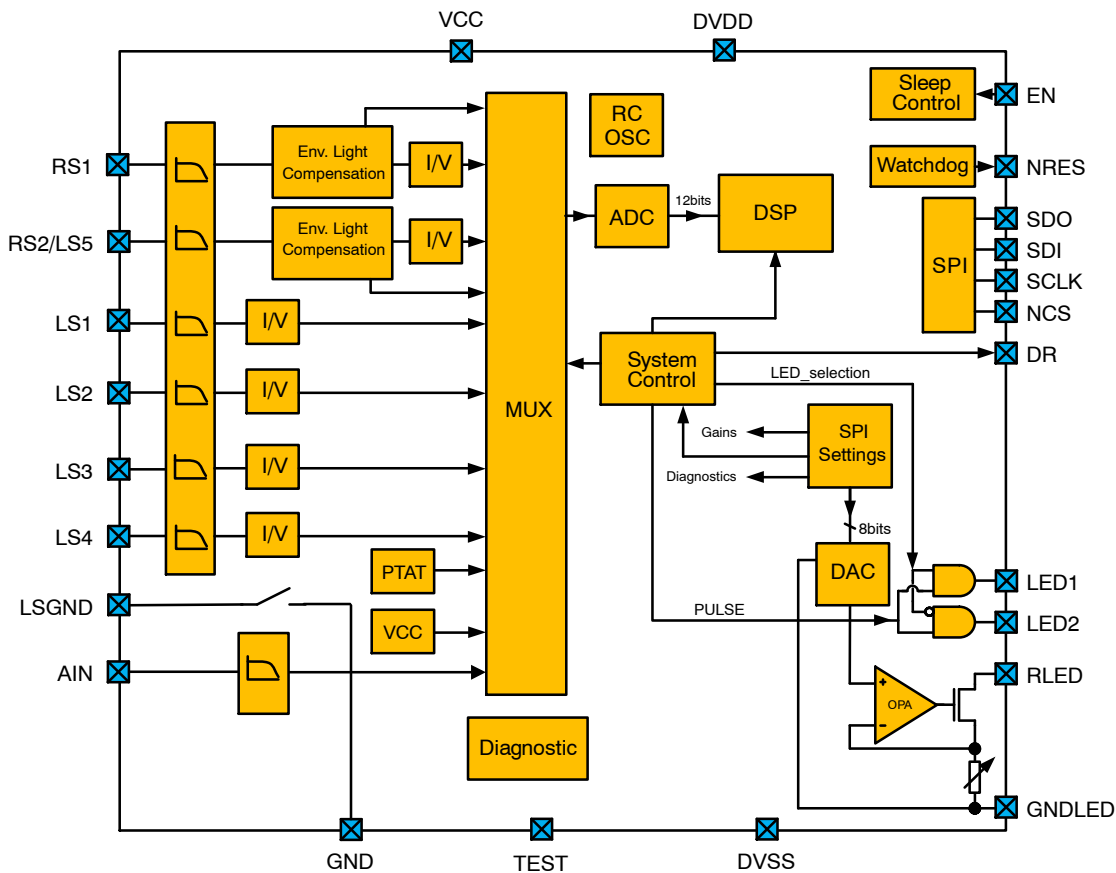 VCC
DVDD
Sleep
Control
EN
RC
OSC
RS1
Env. Light
Compensation
I/V
Watchdog
NRES
ADC
12bits
DSP
SDO
RS2/LS5
Env. Light
Compensation
I/V
SPI
SDI
SCLK
NCS
LS1
I/V
DR
System
Control
LED_selection
LS2
I/V
MUX
Gains
SPI
Settings
LS3
I/V
Diagnostics
LS4
I/V
8bits
PTAT
DAC
LED1
LSGND
PULSE
VCC
LED2
AIN
RLED
+
OPA
-
Diagnostic
GNDLED
GND
TEST
DVSS